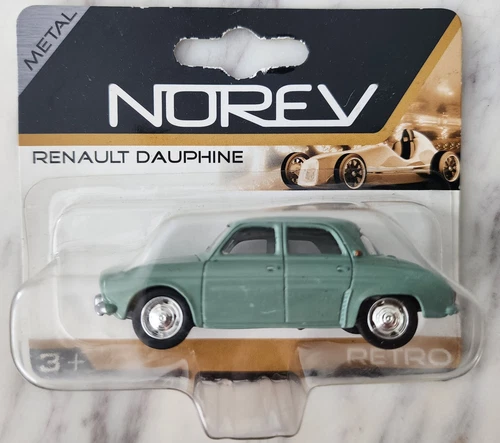 METAL
NOREV
RENAULT DAUPHINE
3+
RETRO